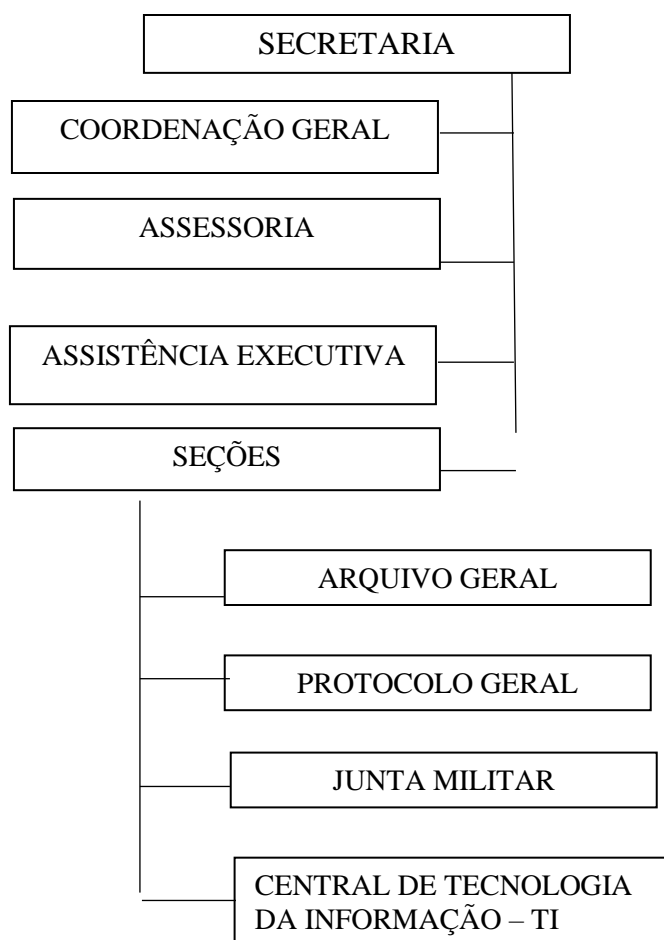 SECRETARIA
COORDENAÇÃO GERAL
ASSESSORIA
ASSISTÊNCIA EXECUTIVA
SEÇÕES
ARQUIVO GERAL
PROTOCOLO GERAL
JUNTA MILITAR
CENTRAL DE TECNOLOGIA
DA INFORMAÇÃO – TI